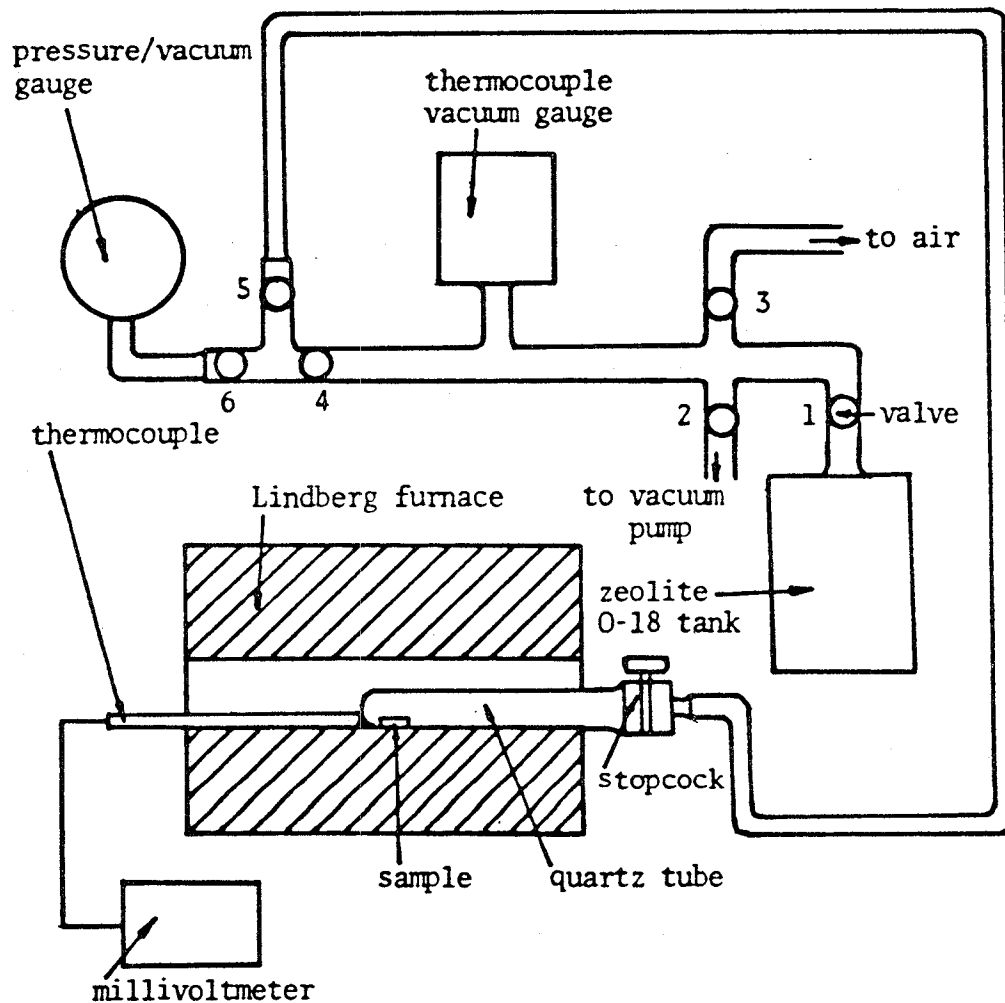 pressure/vacuum
gauge
thermocouple
vacuum gauge
to air
5
3
6
4
2
1
valve
thermocouple
Lindberg furnace
to vacuum
pump
zeolite
O-18 tank
stopcock
sample
quartz tube
millivoltmeter